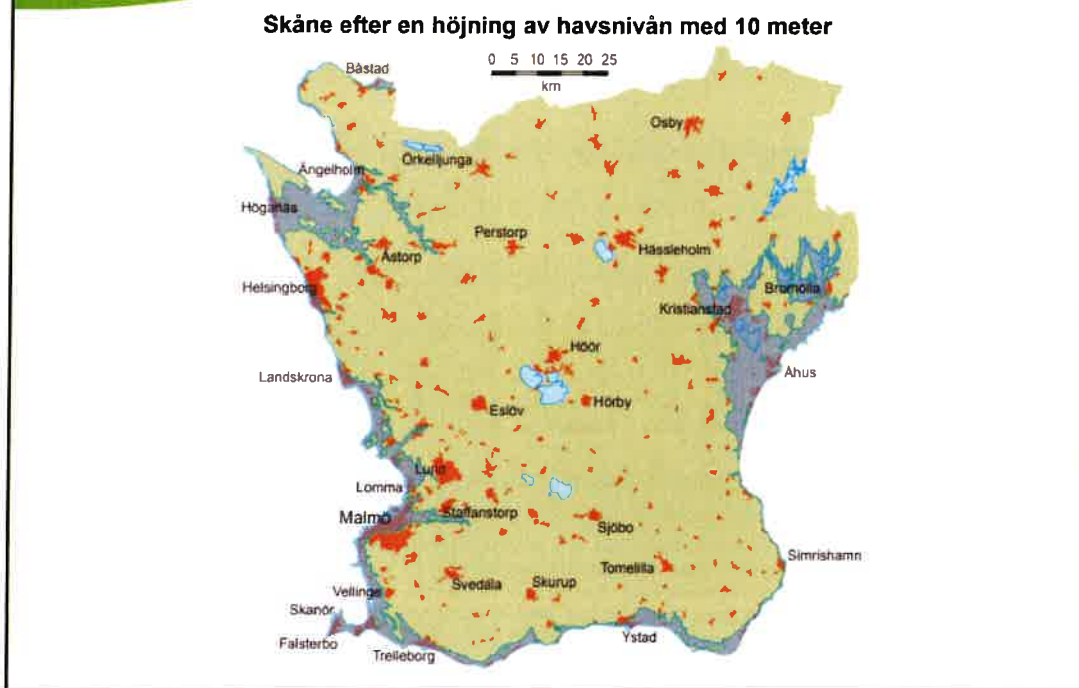 Skåne efter en höjning av havsnivån med 10 meter
0 5 10 15 20 25
km
Båstad
Osby
Örkelljunga
Ängelholm
Höganäs
Perstorp
Hässleholm
Åstorp
Helsingborg
Bromölla
Kristianstad
Höör
Landskrona
Åhus
Eslöv
Hörby
Lund
Lomma
Staffanstorp
Malmö
Sjöbo
Simrishamn
Tomelilla
Svedala
Skurup
Vellinge
Skanör
Ystad
Falsterbo
Trelleborg